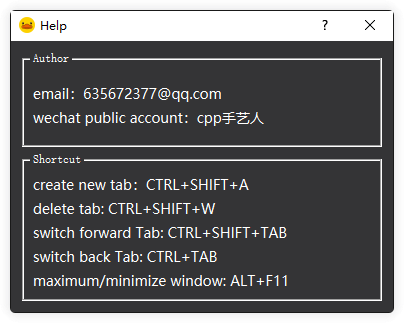 Help
Author
email：635672377@qq.com
wechat public account：cpp手艺人
Shortcut
create new tab：CTRL+SHIFT+A
delete tab: CTRL+SHIFT+W
switch forward Tab: CTRL+SHIFT+TAB
switch back Tab: CTRL+TAB
maximum/minimize window: ALT+F11